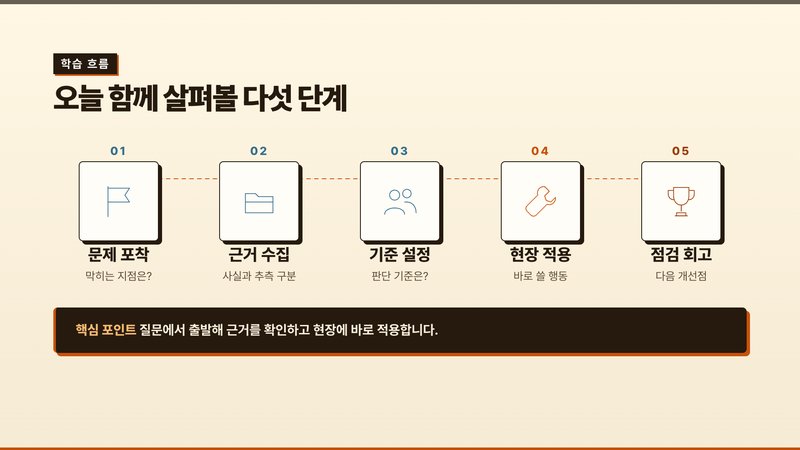 학습 흐름
오늘 함께 살펴볼 다섯 단계
01
02
03
04
05
문제 포착
근거 수집
기준 설정
현장 적용
점검 회고
막히는 지점은?
사실과 추측 구분
판단 기준은?
바로 쓸 행동
다음 개선점
핵심 포인트 질문에서 출발해 근거를 확인하고 현장에 바로 적용합니다.